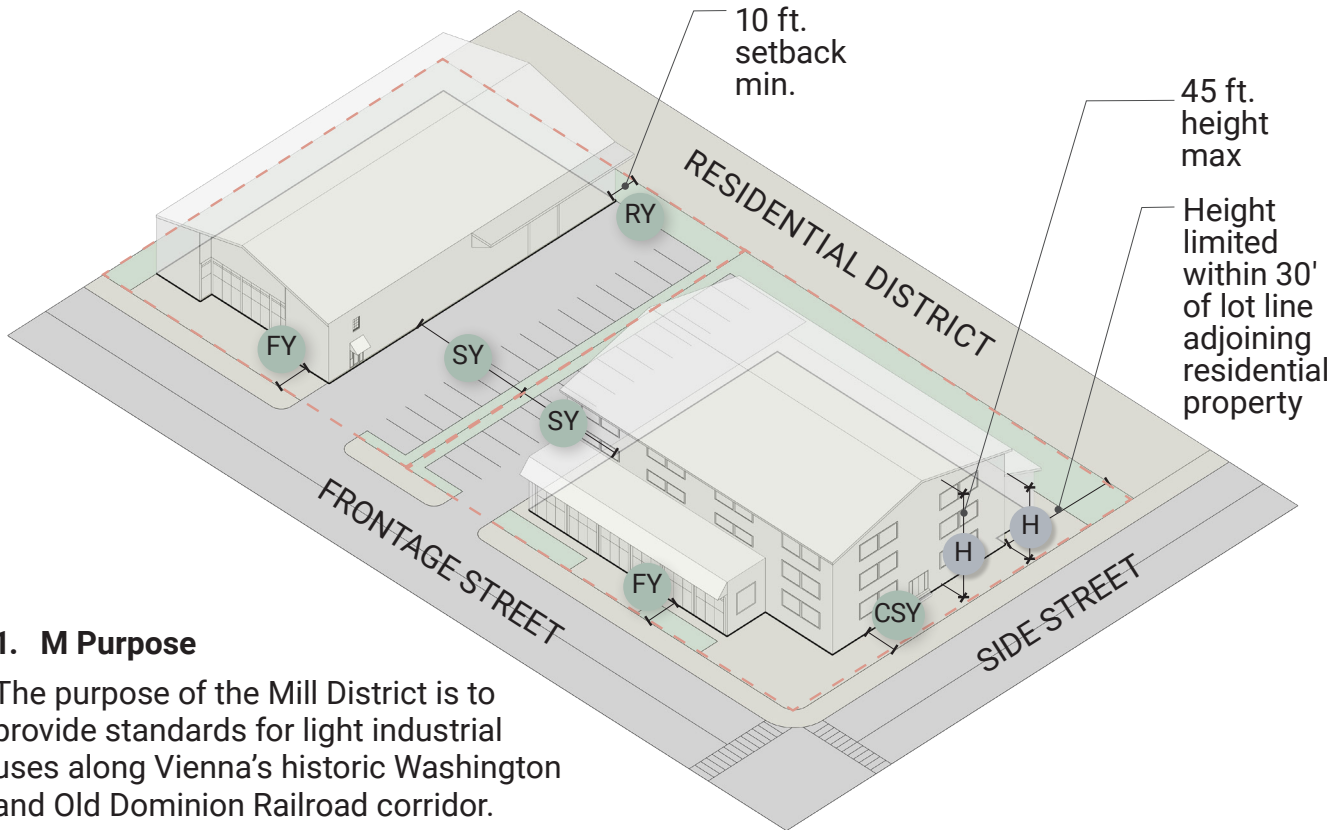 10 ft.
setback
min.
45 ft.
height
max
Height
limited
within 30'
of lot line
adjoining
residential
property
RESIDENTIAL DISTRICT
RY
FY
SY
SY
H
H
FY
CSY
FRONTAGE STREET
SIDE STREET
1. M Purpose
The purpose of the Mill District is to
provide standards for light industrial
uses along Vienna’s historic Washington
and Old Dominion Railroad corridor.